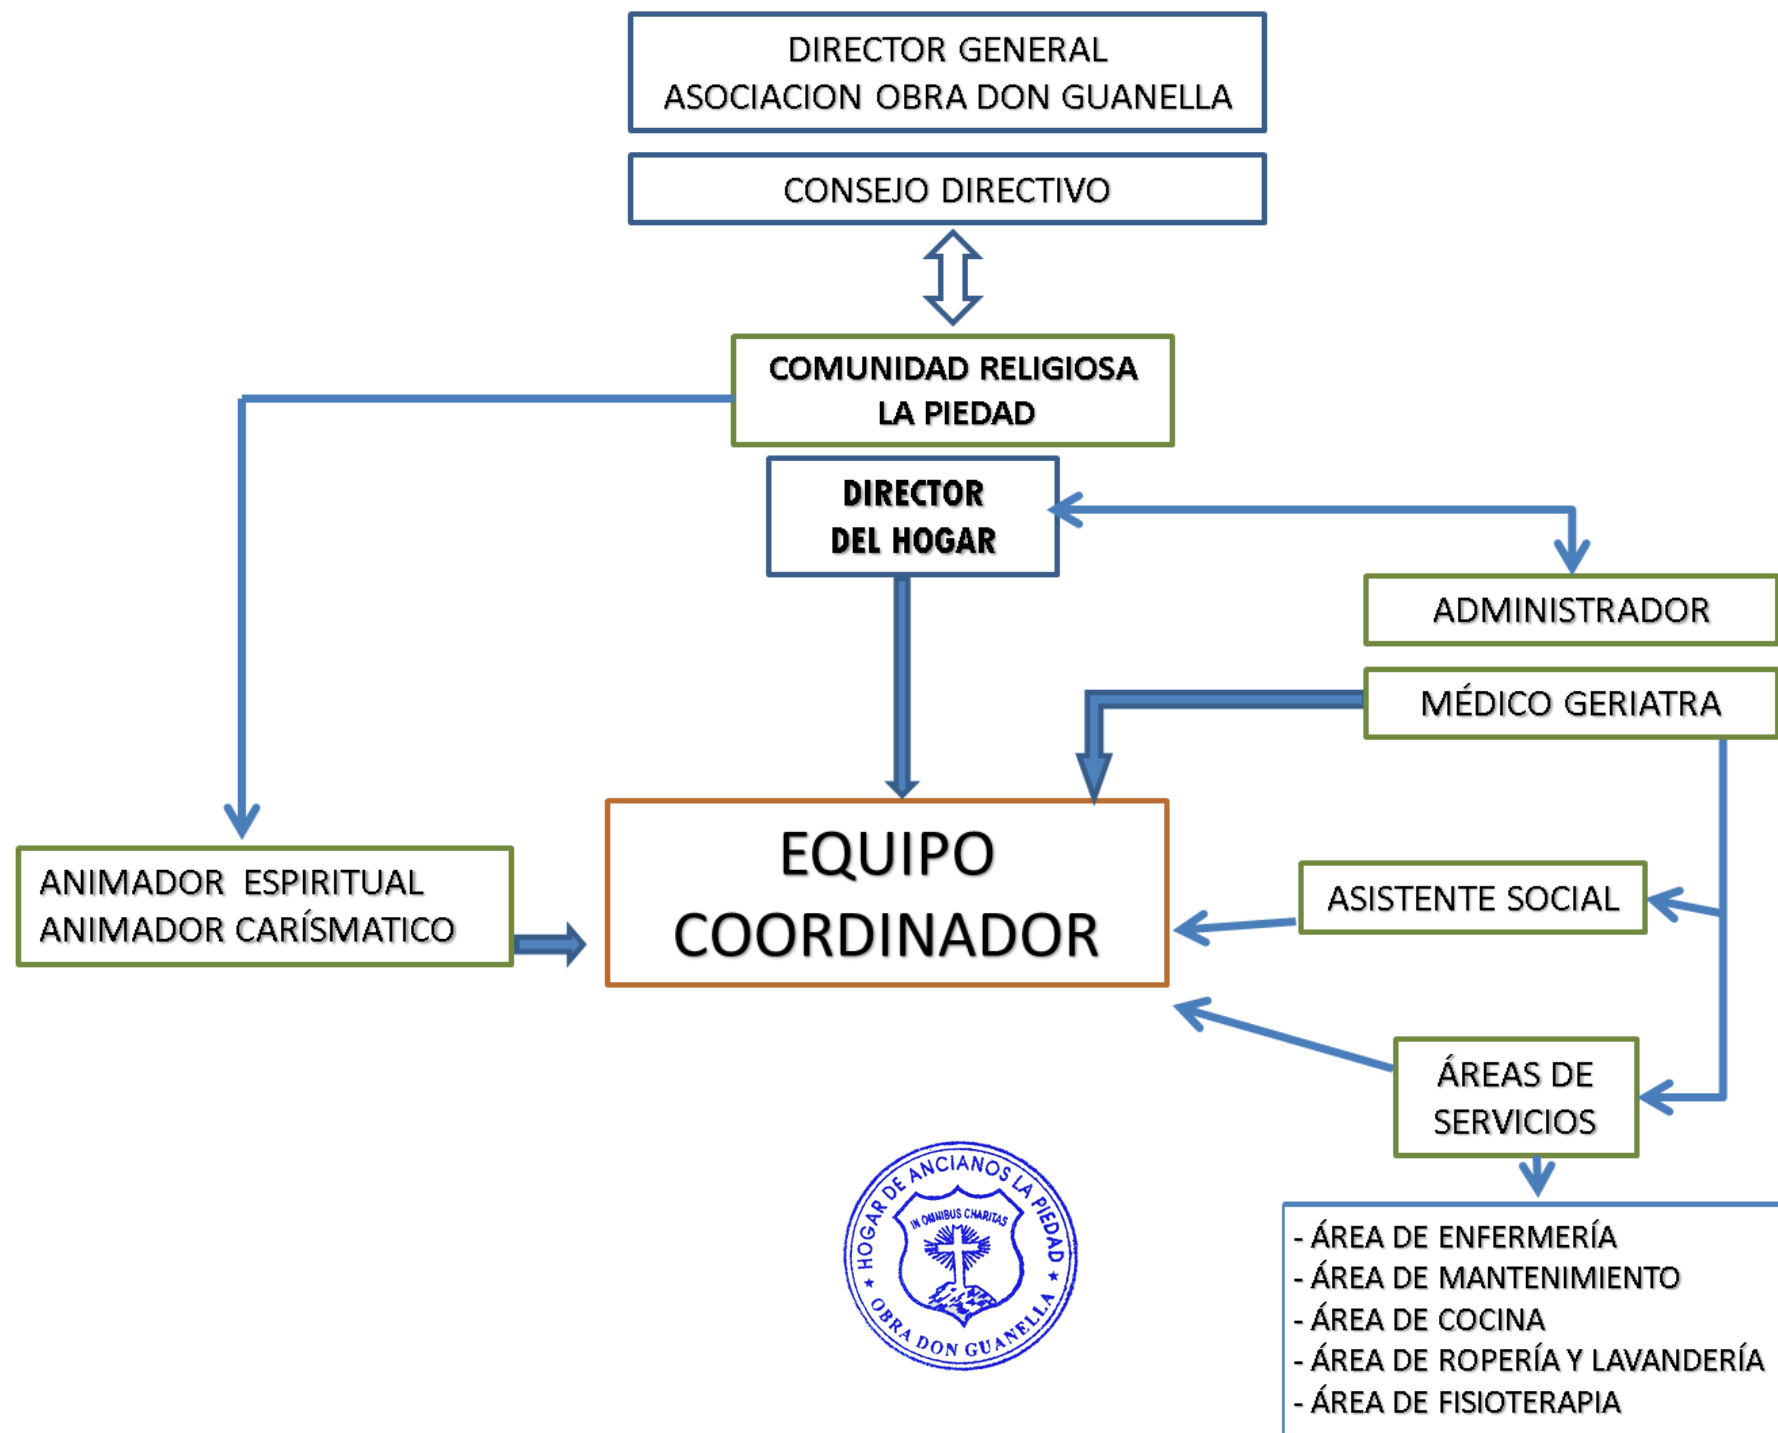 DIRECTOR GENERAL
ASOCIACION OBRA DON GUANELLA
CONSEJO DIRECTIVO
COMUNIDAD RELIGIOSA
LA PIEDAD
DIRECTOR
DEL HOGAR
ADMINISTRADOR
MÉDICO GERIATRA
EQUIPO
COORDINADOR
ANIMADOR ESPIRITUAL
ANIMADOR CARÍSMATICO
ASISTENTE SOCIAL
ÁREAS DE
SERVICIOS
HOGAR DE ANCIANOS LA PIEDAD
IN OMNIBUS CHARITAS
OBRA DON GUANELLA
- ÁREA DE ENFERMERÍA
- ÁREA DE MANTENIMIENTO
- ÁREA DE COCINA
- ÁREA DE ROPERÍA Y LAVANDERÍA
- ÁREA DE FISIOTERAPIA